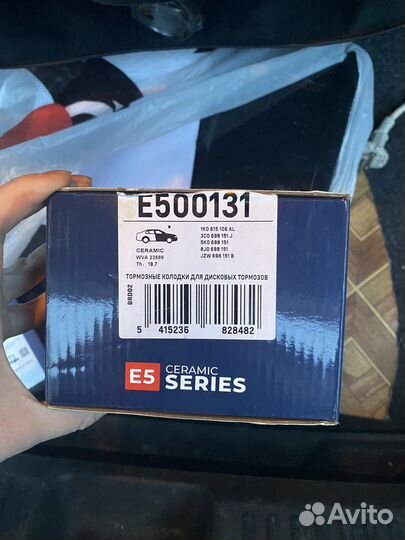 E500131
CERAMIC
WVA 23589
Th.: 19.7
1K0 615 106 AL
3C0 698 151 J
5K0 698 151
8J0 698 151
JZW 698 151 B
ТОРМОЗНЫЕ КОЛОДКИ ДЛЯ ДИСКОВЫХ ТОРМОЗОВ
BRD02
5 415236 828482
E5 CERAMIC
SERIES
Avito